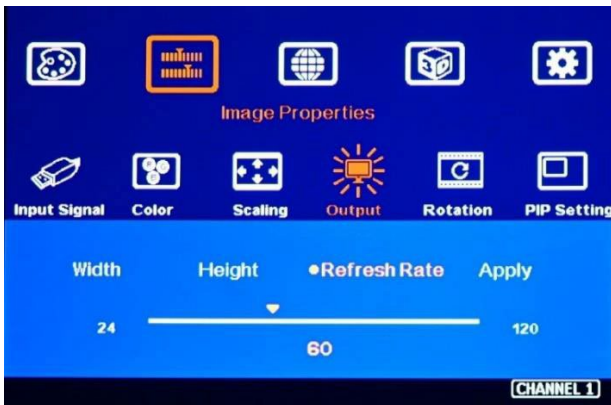 3D
Image Properties
Input Signal Color Scaling Output Rotation PIP Setting
Width Height Refresh Rate Apply
24 120
60
CHANNEL 1